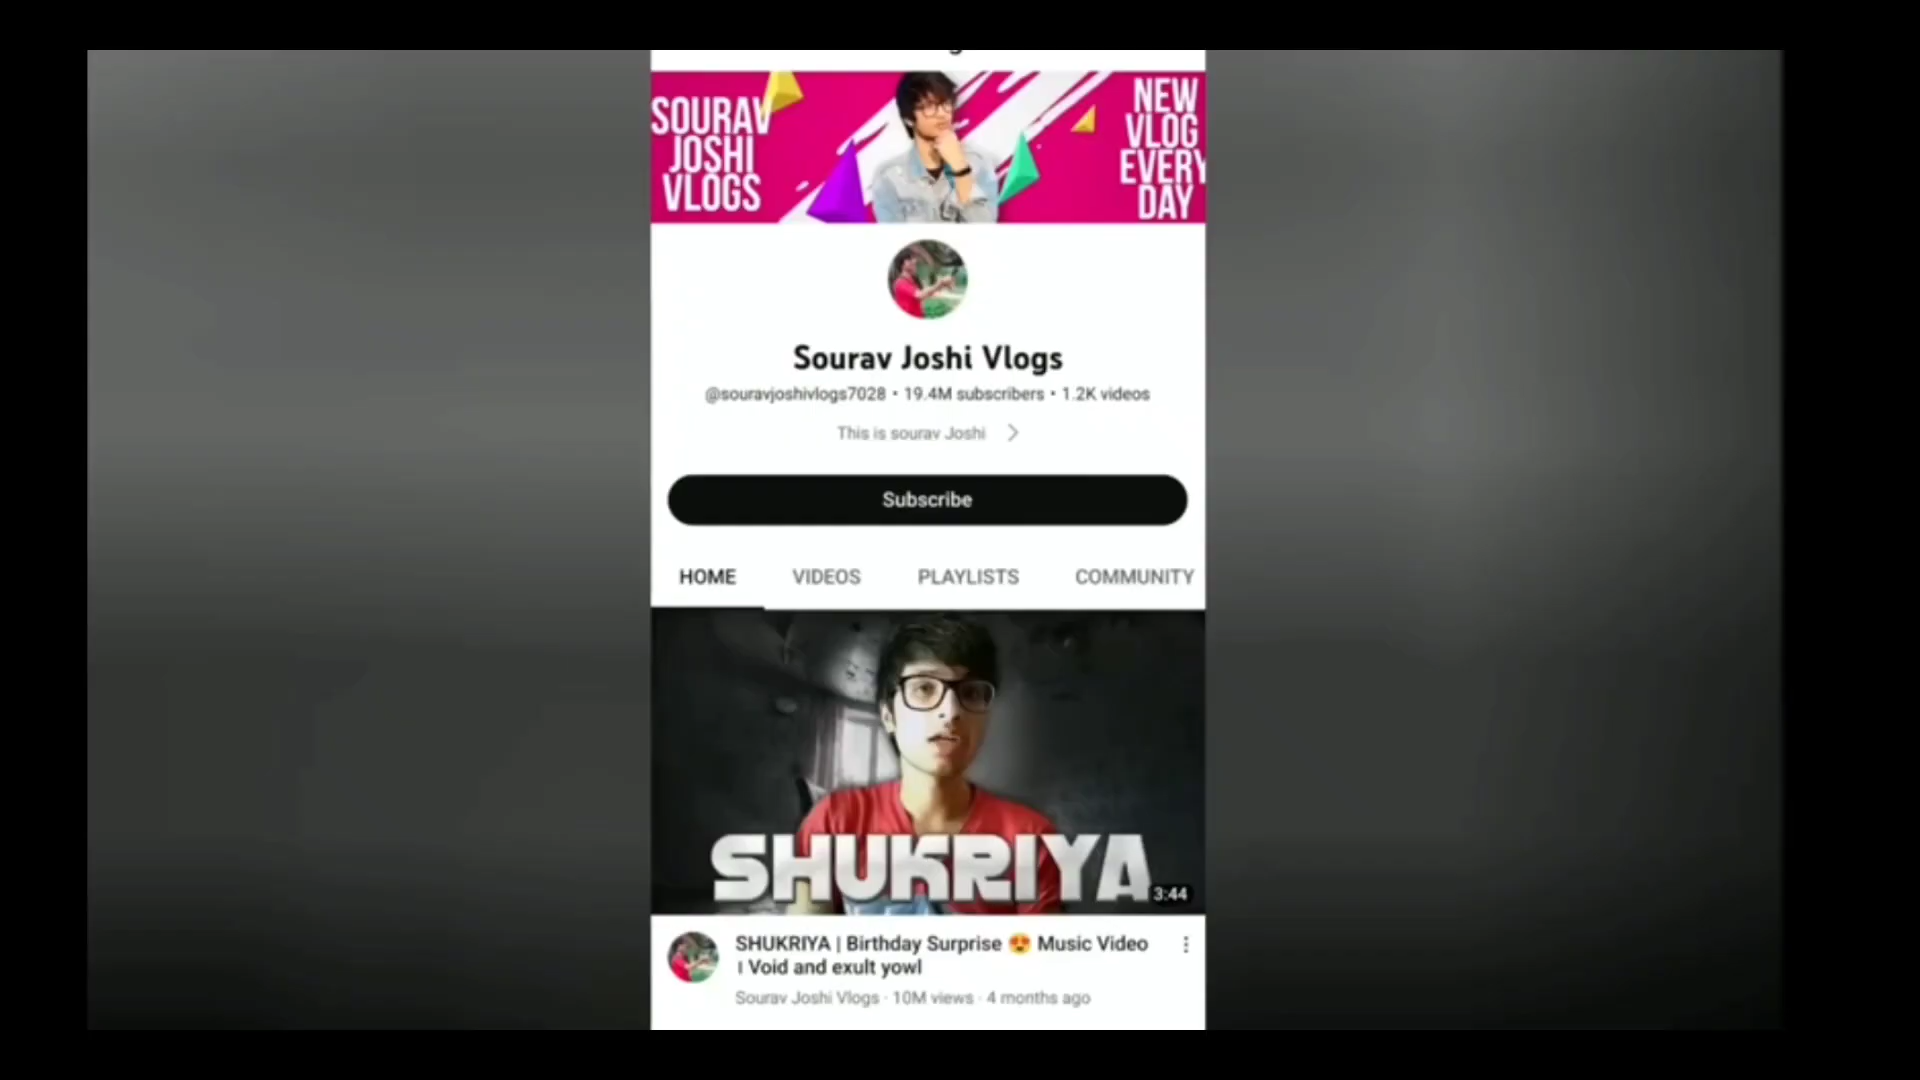 SOURAV
JOSHI
VLOGS
NEW
VLOG
EVERY
DAY
Sourav Joshi Vlogs
@souravjoshivlogs7028 • 19.4M subscribers • 1.2K videos
This is sourav Joshi
Subscribe
HOME VIDEOS PLAYLISTS COMMUNITY
SHUKRIYA
3:44
SHUKRIYA | Birthday Surprise 😍 Music Video
। Void and exult yowl
Sourav Joshi Vlogs · 10M views · 4 months ago